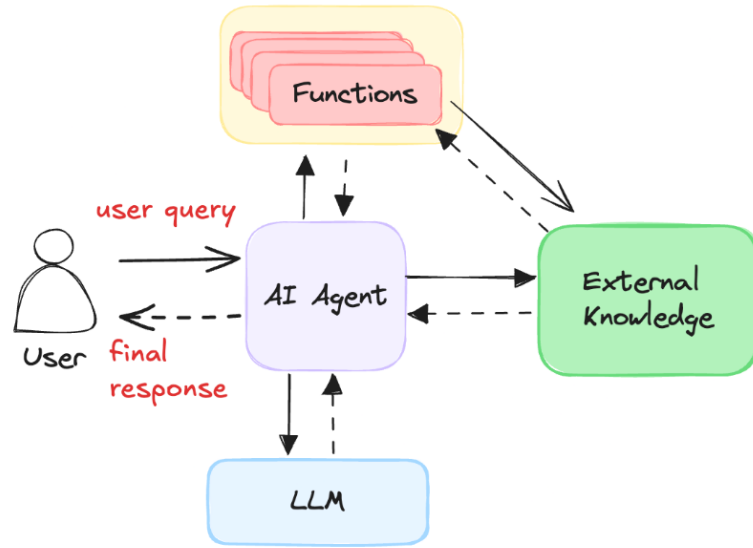 Functions
user query
AI Agent
External
Knowledge
User
final
response
LLM